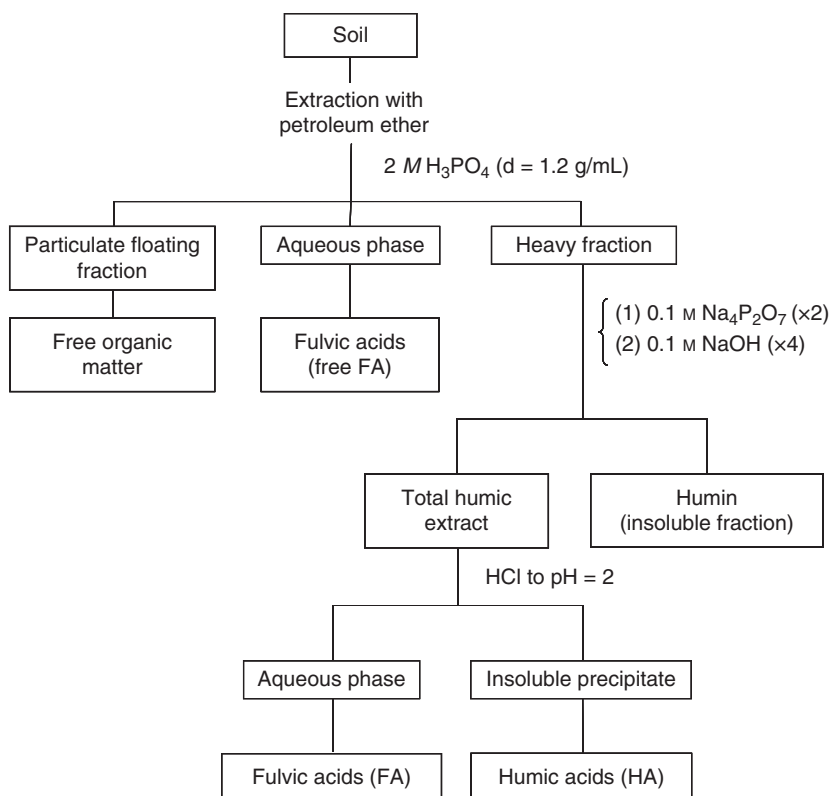 Soil
Extraction with
petroleum ether
2 M H₃PO₄ (d = 1.2 g/mL)
Particulate floating
fraction
Aqueous phase
Heavy fraction
Free organic
matter
Fulvic acids
(free FA)
(1) 0.1 M Na₄P₂O₇ (×2)
(2) 0.1 M NaOH (×4)
Total humic
extract
Humin
(insoluble fraction)
HCl to pH = 2
Aqueous phase
Insoluble precipitate
Fulvic acids (FA)
Humic acids (HA)